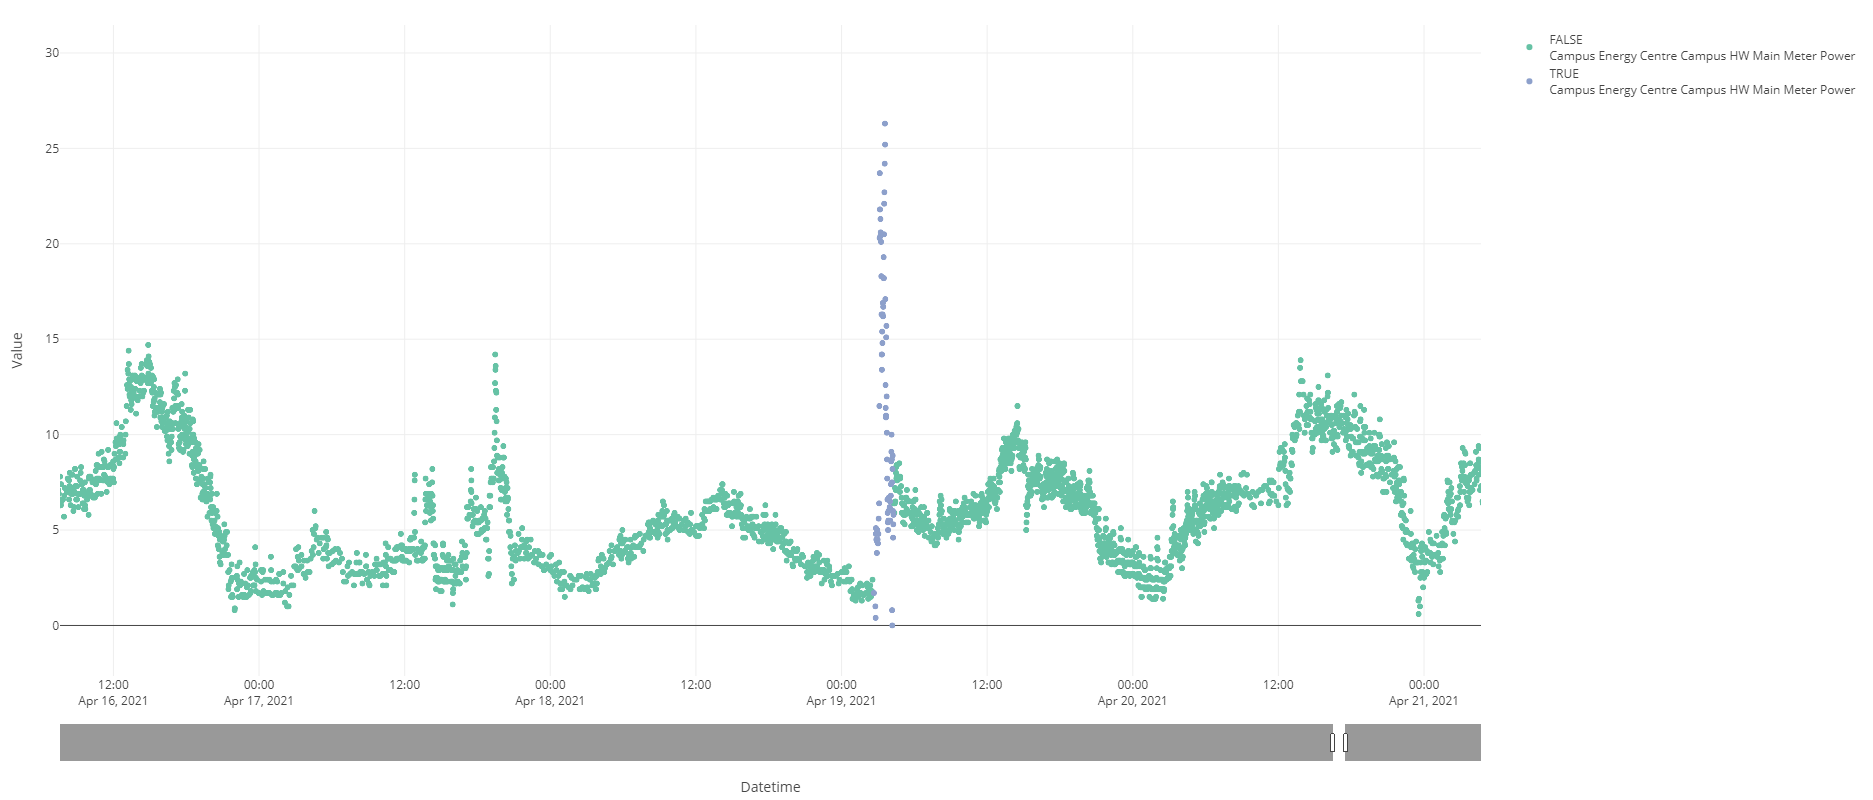 30
25
20
15
10
5
0
Value
12:00
Apr 16, 2021
00:00
Apr 17, 2021
12:00
00:00
Apr 18, 2021
12:00
00:00
Apr 19, 2021
12:00
00:00
Apr 20, 2021
12:00
00:00
Apr 21, 2021
Datetime
FALSE
Campus Energy Centre Campus HW Main Meter Power
TRUE
Campus Energy Centre Campus HW Main Meter Power